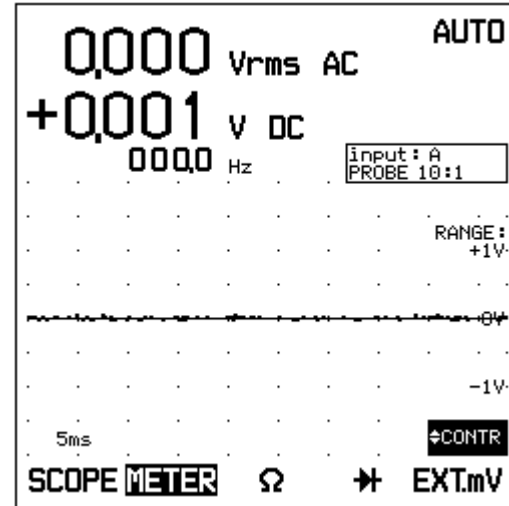 AUTO
0,000 Vrms AC
+0,001 V DC
000,0 Hz
input: A
PROBE 10:1
RANGE:
+1V
0V
-1V
5ms
CONTR
SCOPE METER Ω EXT.mV